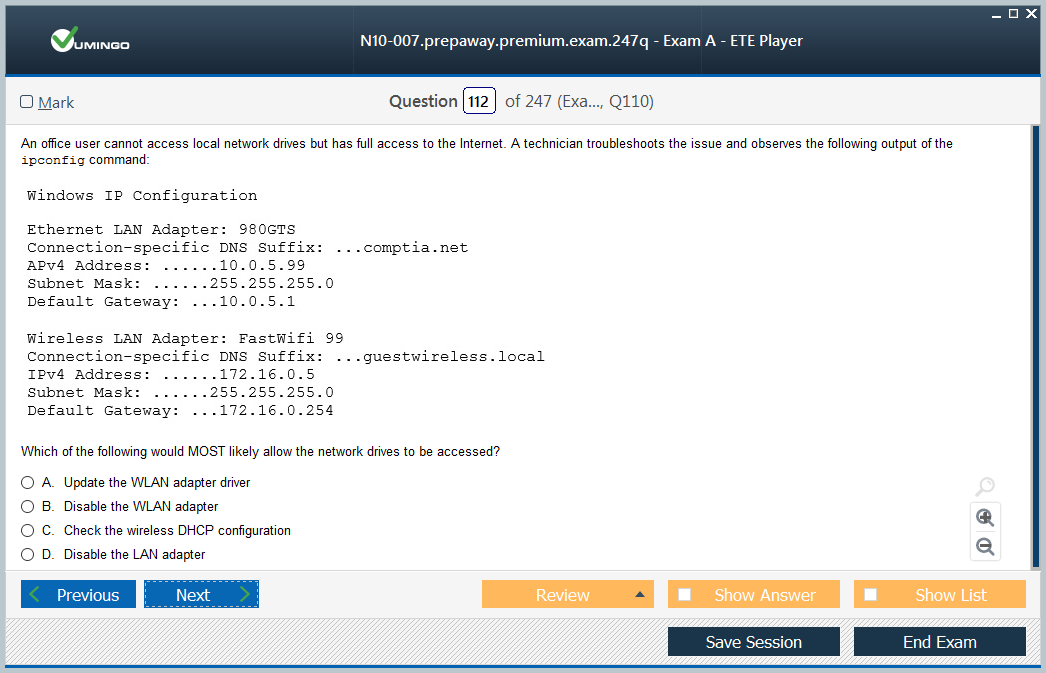 VUMINGO
N10-007.prepaway.premium.exam.247q - Exam A - ETE Player
Mark
Question 112 of 247 (Exa..., Q110)
An office user cannot access local network drives but has full access to the Internet. A technician troubleshoots the issue and observes the following output of the
ipconfig command:
Windows IP Configuration
Ethernet LAN Adapter: 980GTS
Connection-specific DNS Suffix: ...comptia.net
APv4 Address: ......10.0.5.99
Subnet Mask: ......255.255.255.0
Default Gateway: ...10.0.5.1
Wireless LAN Adapter: FastWifi 99
Connection-specific DNS Suffix: ...guestwireless.local
IPv4 Address: ......172.16.0.5
Subnet Mask: ......255.255.255.0
Default Gateway: ...172.16.0.254
Which of the following would MOST likely allow the network drives to be accessed?
A. Update the WLAN adapter driver
B. Disable the WLAN adapter
C. Check the wireless DHCP configuration
D. Disable the LAN adapter
Previous
Next
Review
Show Answer
Show List
Save Session
End Exam